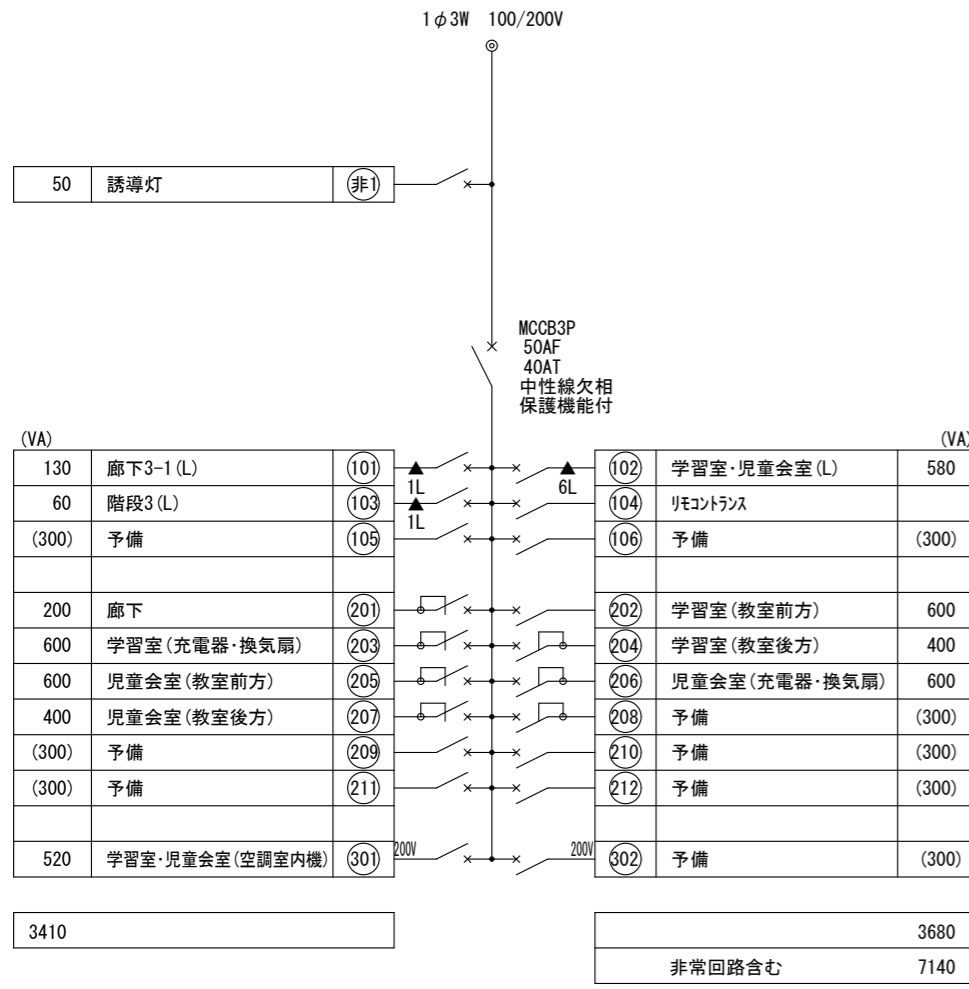 1φ3W 100/200V
50 誘導灯 非1
MCCB3P
50AF
40AT
中性線欠相
保護機能付
(VA) (VA)
130 廊下3-1(L) 101 1L 6L 102 学習室・児童会室(L) 580
60 階段3(L) 103 1L 104 リモコントランス
(300) 予備 105 106 予備 (300)
200 廊下 201 202 学習室(教室前方) 600
600 学習室(充電器・換気扇) 203 204 学習室(教室後方) 400
600 児童会室(教室前方) 205 206 児童会室(充電器・換気扇) 600
400 児童会室(教室後方) 207 208 予備 (300)
(300) 予備 209 210 予備 (300)
(300) 予備 211 212 予備 (300)
520 学習室・児童会室(空調室内機) 301 200V 200V 302 予備 (300)
3410 3680
非常回路含む 7140